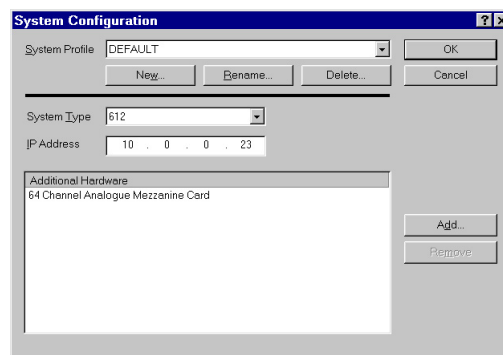 System Configuration
System Profile DEFAULT OK
New... Rename... Delete... Cancel
System Type 612
IP Address 10 . 0 . 0 . 23
Additional Hardware
64 Channel Analogue Mezzanine Card
Add...
Remove